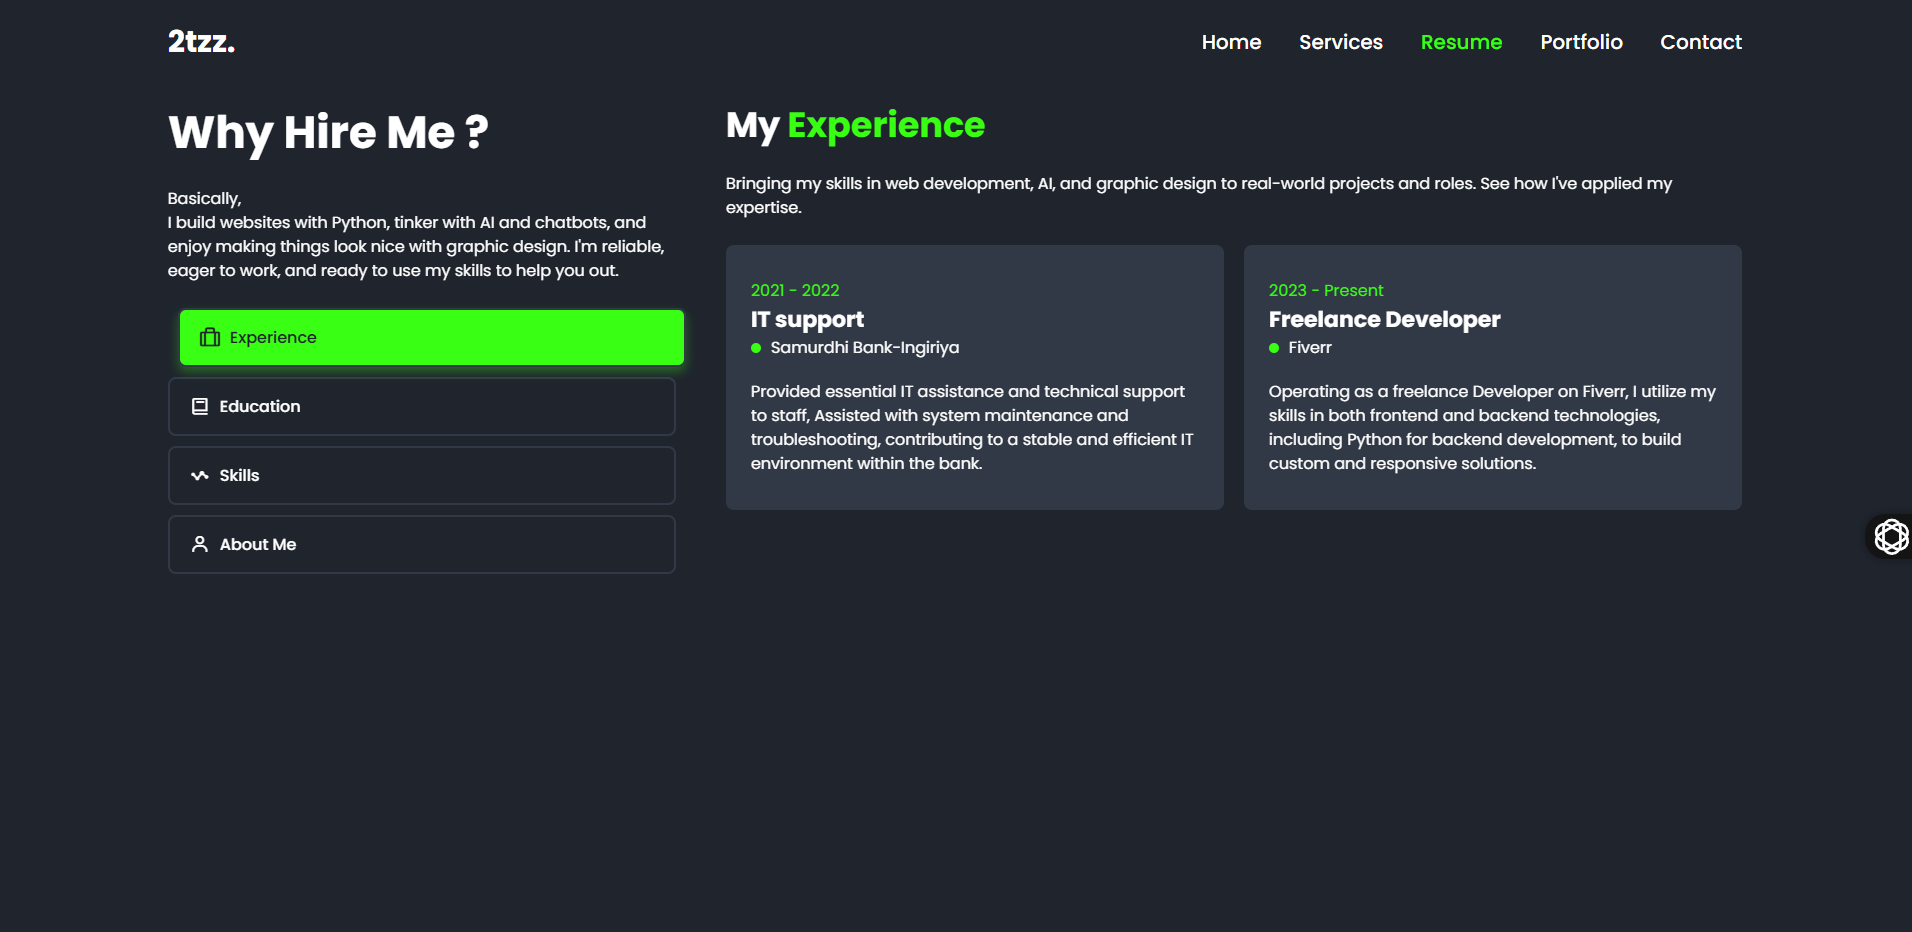 2tzz.
Home Services Resume Portfolio Contact
Why Hire Me ?
Basically,
I build websites with Python, tinker with AI and chatbots, and
enjoy making things look nice with graphic design. I'm reliable,
eager to work, and ready to use my skills to help you out.
Experience
Education
Skills
About Me
My Experience
Bringing my skills in web development, AI, and graphic design to real-world projects and roles. See how I've applied my
expertise.
2021 - 2022
IT support
Samurdhi Bank-Ingiriya
Provided essential IT assistance and technical support
to staff, Assisted with system maintenance and
troubleshooting, contributing to a stable and efficient IT
environment within the bank.
2023 - Present
Freelance Developer
Fiverr
Operating as a freelance Developer on Fiverr, I utilize my
skills in both frontend and backend technologies,
including Python for backend development, to build
custom and responsive solutions.